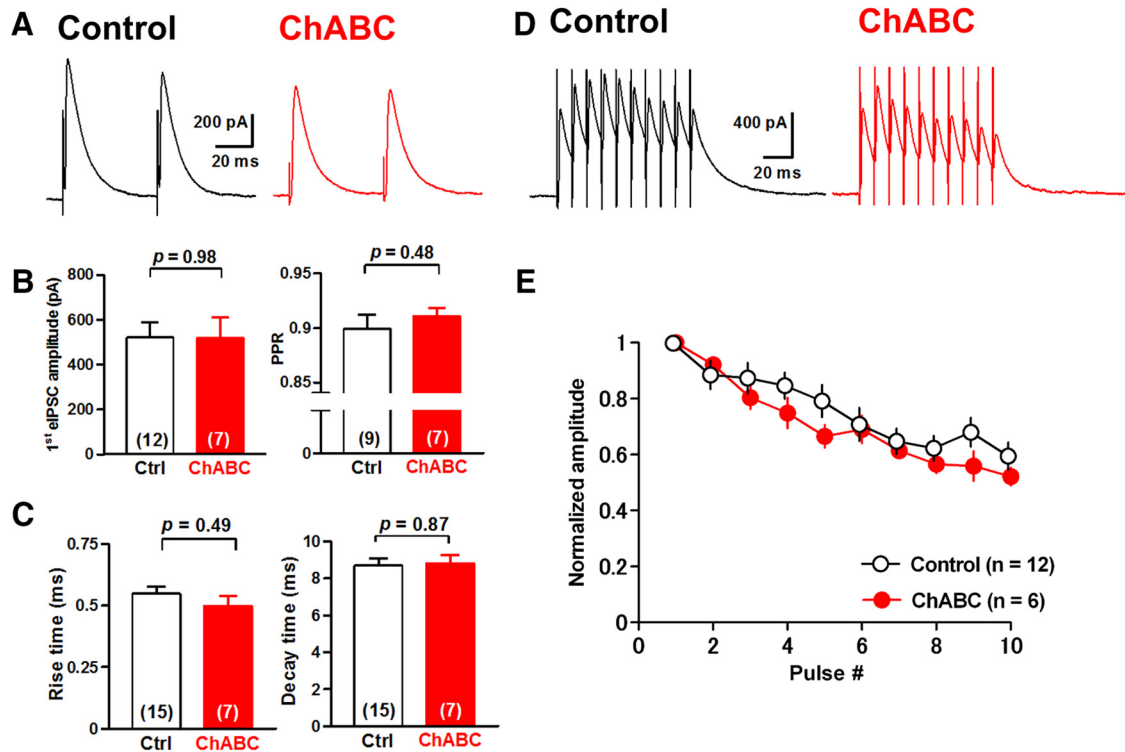 A
Control
ChABC
200 pA
20 ms
D
Control
ChABC
400 pA
20 ms
B
p = 0.98
1st eIPSC amplitude (pA)
800
600
400
200
0
(12)
(7)
Ctrl
ChABC
p = 0.48
PPR
0.95
0.9
0.85
0
(9)
(7)
Ctrl
ChABC
C
p = 0.49
Rise time (ms)
0.75
0.5
0.25
0
(15)
(7)
Ctrl
ChABC
p = 0.87
Decay time (ms)
10
8
6
4
2
0
(15)
(7)
Ctrl
ChABC
E
Normalized amplitude
1
0.8
0.6
0.4
0.2
0
Control (n = 12)
ChABC (n = 6)
0
2
4
6
8
10
Pulse #